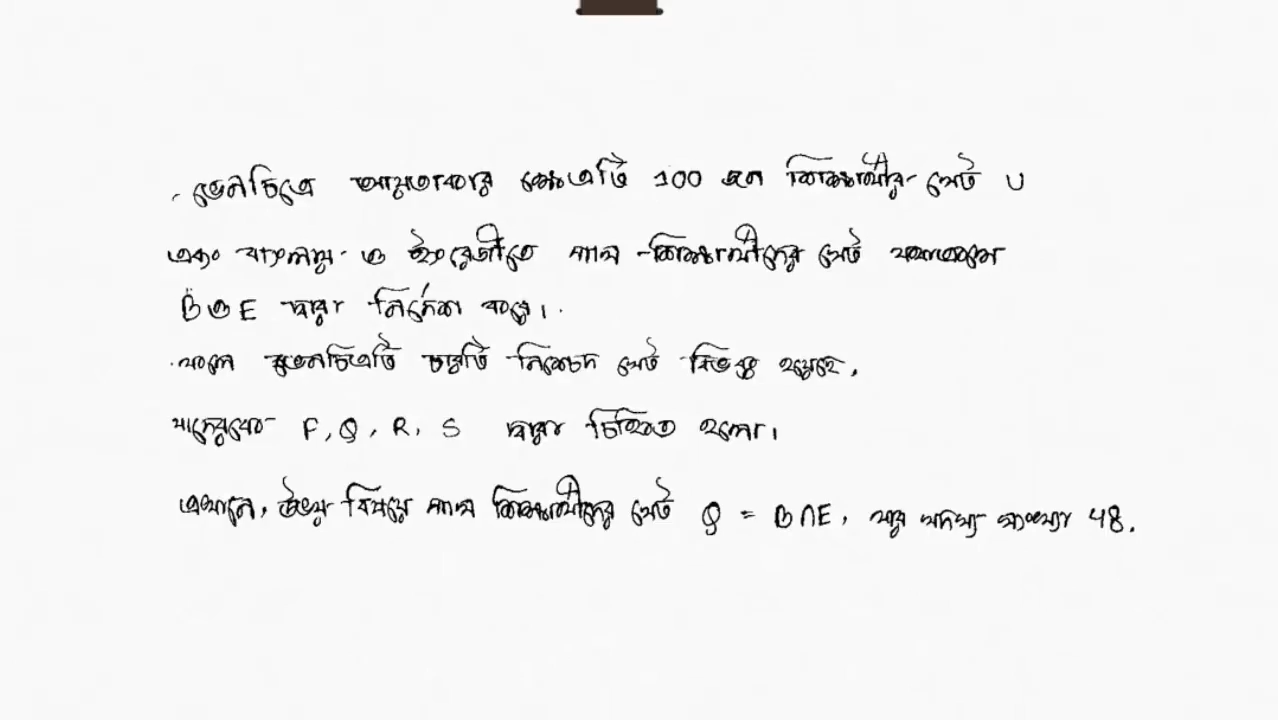 ভেনচিত্রে আয়তাকার ক্ষেত্রটি 100 জন শিক্ষার্থীর সেট U
এবং বাংলায় ও ইংরেজীতে পাস শিক্ষার্থীদের সেট যথাক্রমে
B ও E দ্বারা নির্দেশ করে।
ফলে ভেনচিত্রটি চারটি নিশ্ছেদ সেট বিভক্ত হয়েছে,
যাদেরকে P, Q, R, S দ্বারা চিহ্নিত হলো।
এখানে, উভয় বিষয়ে পাস শিক্ষার্থীদের সেট Q = B∩E, যার সদস্য সংখ্যা 48.